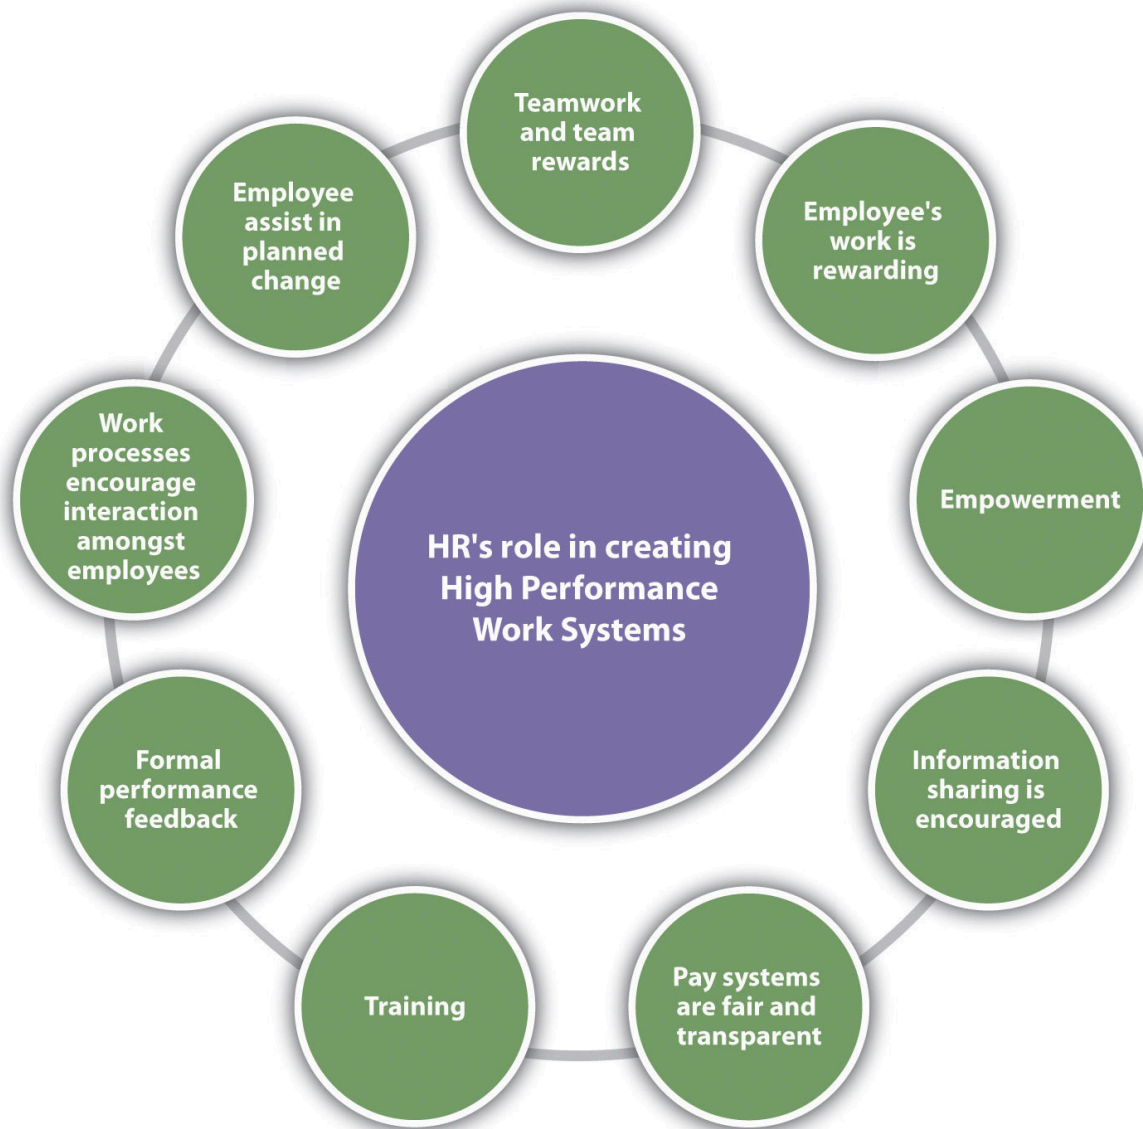 Teamwork
and team
rewards
Employee's
work is
rewarding
Empowerment
Information
sharing is
encouraged
Pay systems
are fair and
transparent
Training
Formal
performance
feedback
Work
processes
encourage
interaction
amongst
employees
Employee
assist in
planned
change
HR's role in creating
High Performance
Work Systems